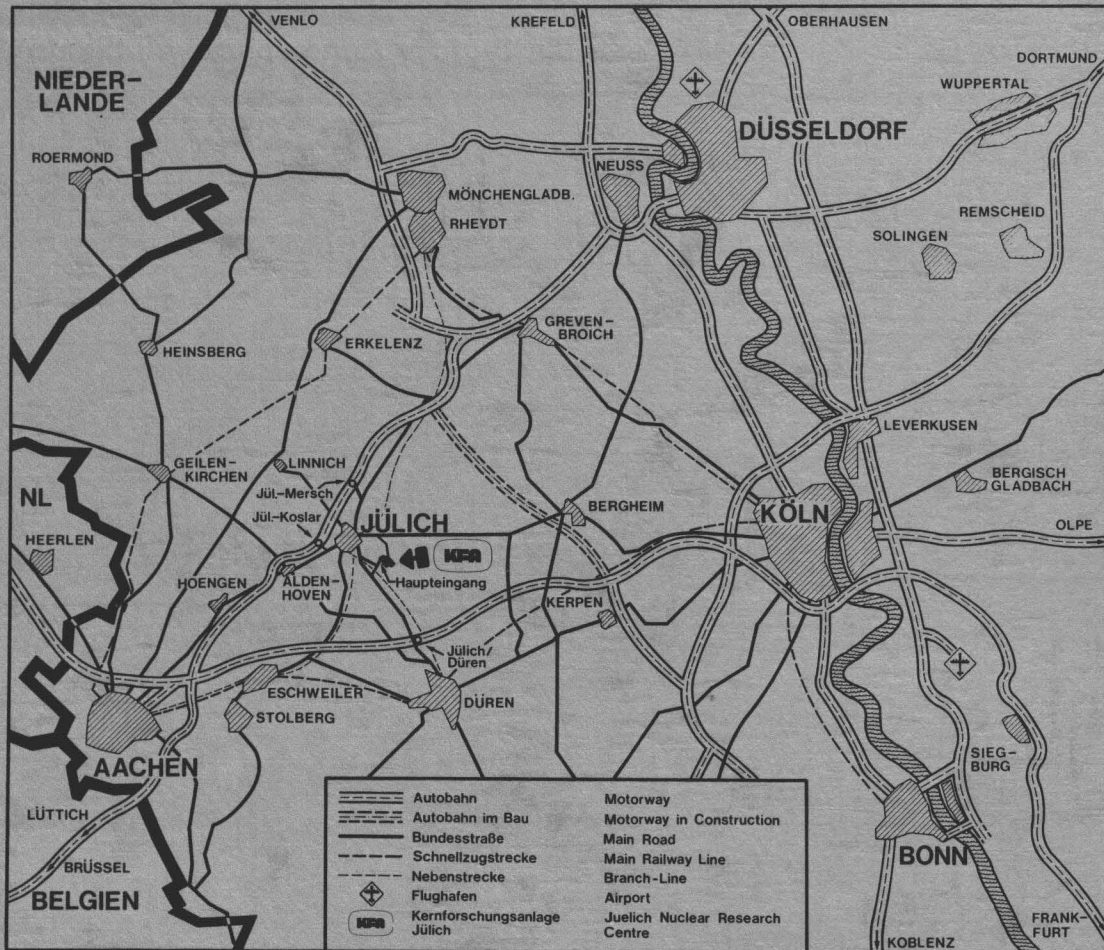 VENLO
KREFELD
OBERHAUSEN
DORTMUND
NIEDER-
LANDE
WUPPERTAL
DÜSSELDORF
ROERMOND
NEUSS
MÖNCHENGLADB.
RHEYDT
REMSCHEID
SOLINGEN
HEINSBERG
ERKELENZ
GREVEN-
BROICH
LEVERKUSEN
GEILEN-
KIRCHEN
LINNICH
BERGISCH
GLADBACH
NL
Jül.-Mersch
Jül.-Koslar
JÜLICH
BERGHEIM
KÖLN
OLPE
HEERLEN
KFA
Haupteingang
HOENGEN
ALDEN-
HOVEN
KERPEN
Jülich/
Düren
ESCHWEILER
DÜREN
STOLBERG
AACHEN
SIEG-
BURG
LÜTTICH
BRÜSSEL
BELGIEN
BONN
KOBLENZ
FRANK-
FURT
Autobahn Motorway
Autobahn im Bau Motorway in Construction
Bundesstraße Main Road
Schnellzugstrecke Main Railway Line
Nebenstrecke Branch-Line
Flughafen Airport
KFA Kernforschungsanlage Juelich Nuclear Research
Jülich Centre